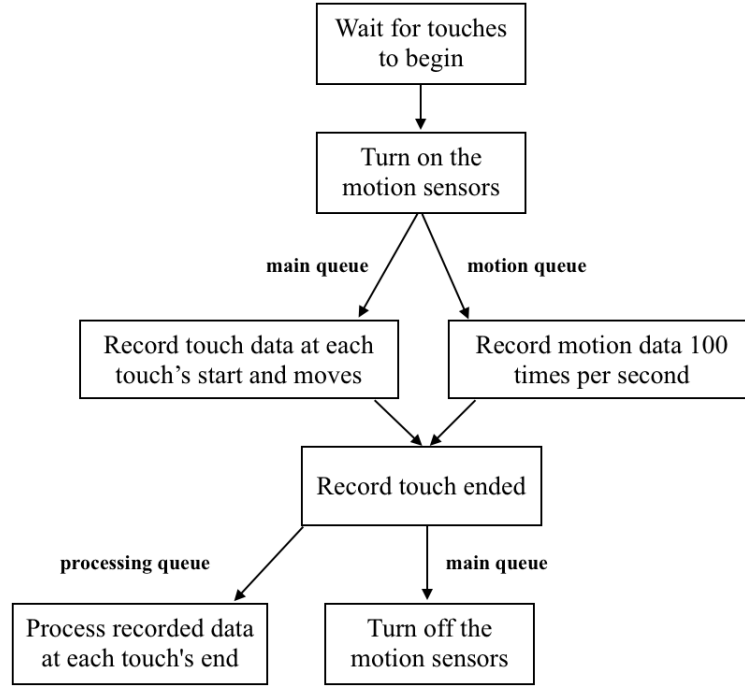 Wait for touches
to begin
Turn on the
motion sensors
main queue
motion queue
Record touch data at each
touch’s start and moves
Record motion data 100
times per second
Record touch ended
processing queue
main queue
Process recorded data
at each touch's end
Turn off the
motion sensors